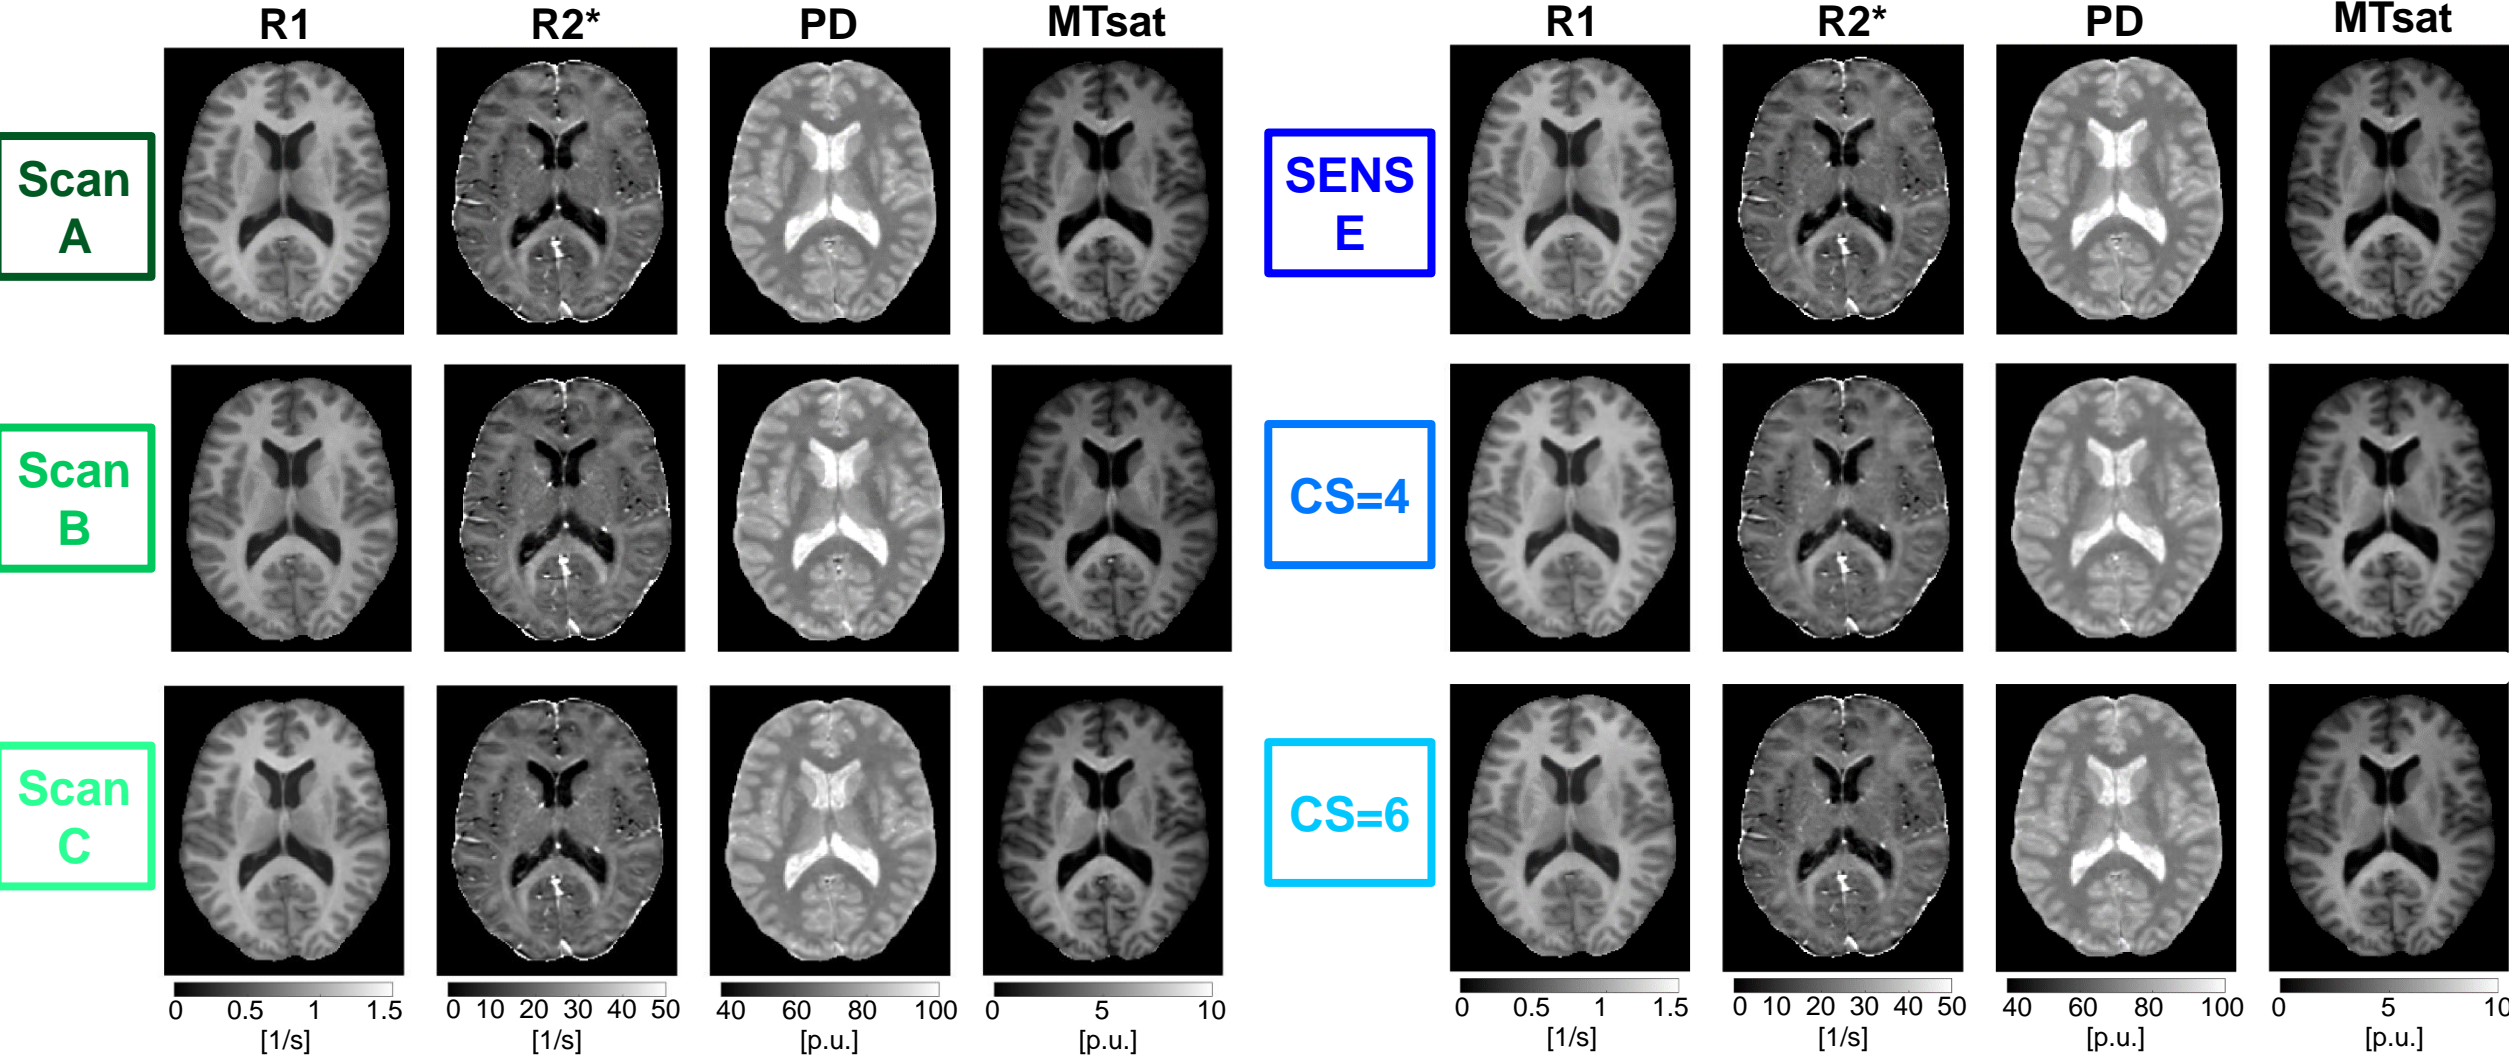 R1 R2* PD MTsat R1 R2* PD MTsat
Scan
A
SENS
E
Scan
B
CS=4
Scan
C
CS=6
0 0.5 1 1.5 0 10 20 30 40 50 40 60 80 100 0 5 10 0 0.5 1 1.5 0 10 20 30 40 50 40 60 80 100 0 5 10
[1/s] [1/s] [p.u.] [p.u.] [1/s] [1/s] [p.u.] [p.u.]